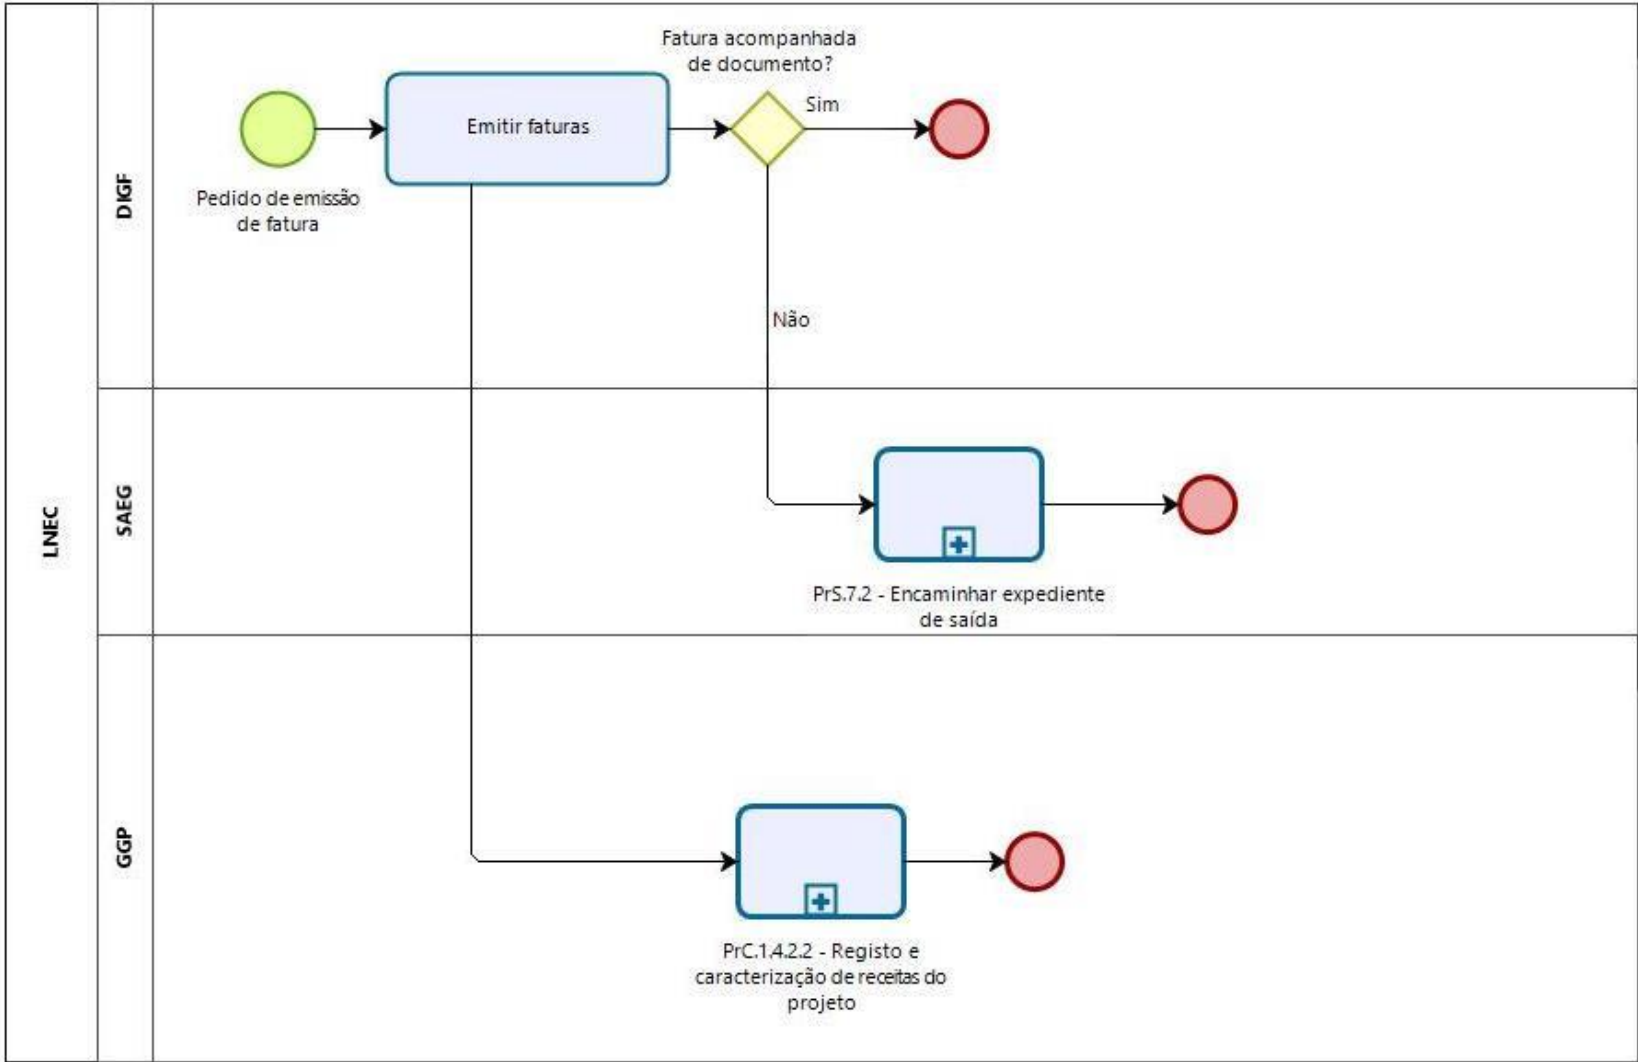 LNEC
DIGF
Pedido de emissão
de fatura
Emitir faturas
Fatura acompanhada
de documento?
Sim
Não
SAEG
PrS.7.2 - Encaminhar expediente
de saída
GGP
PrC.1.4.2.2 - Registo e
caracterização de receitas do
projeto